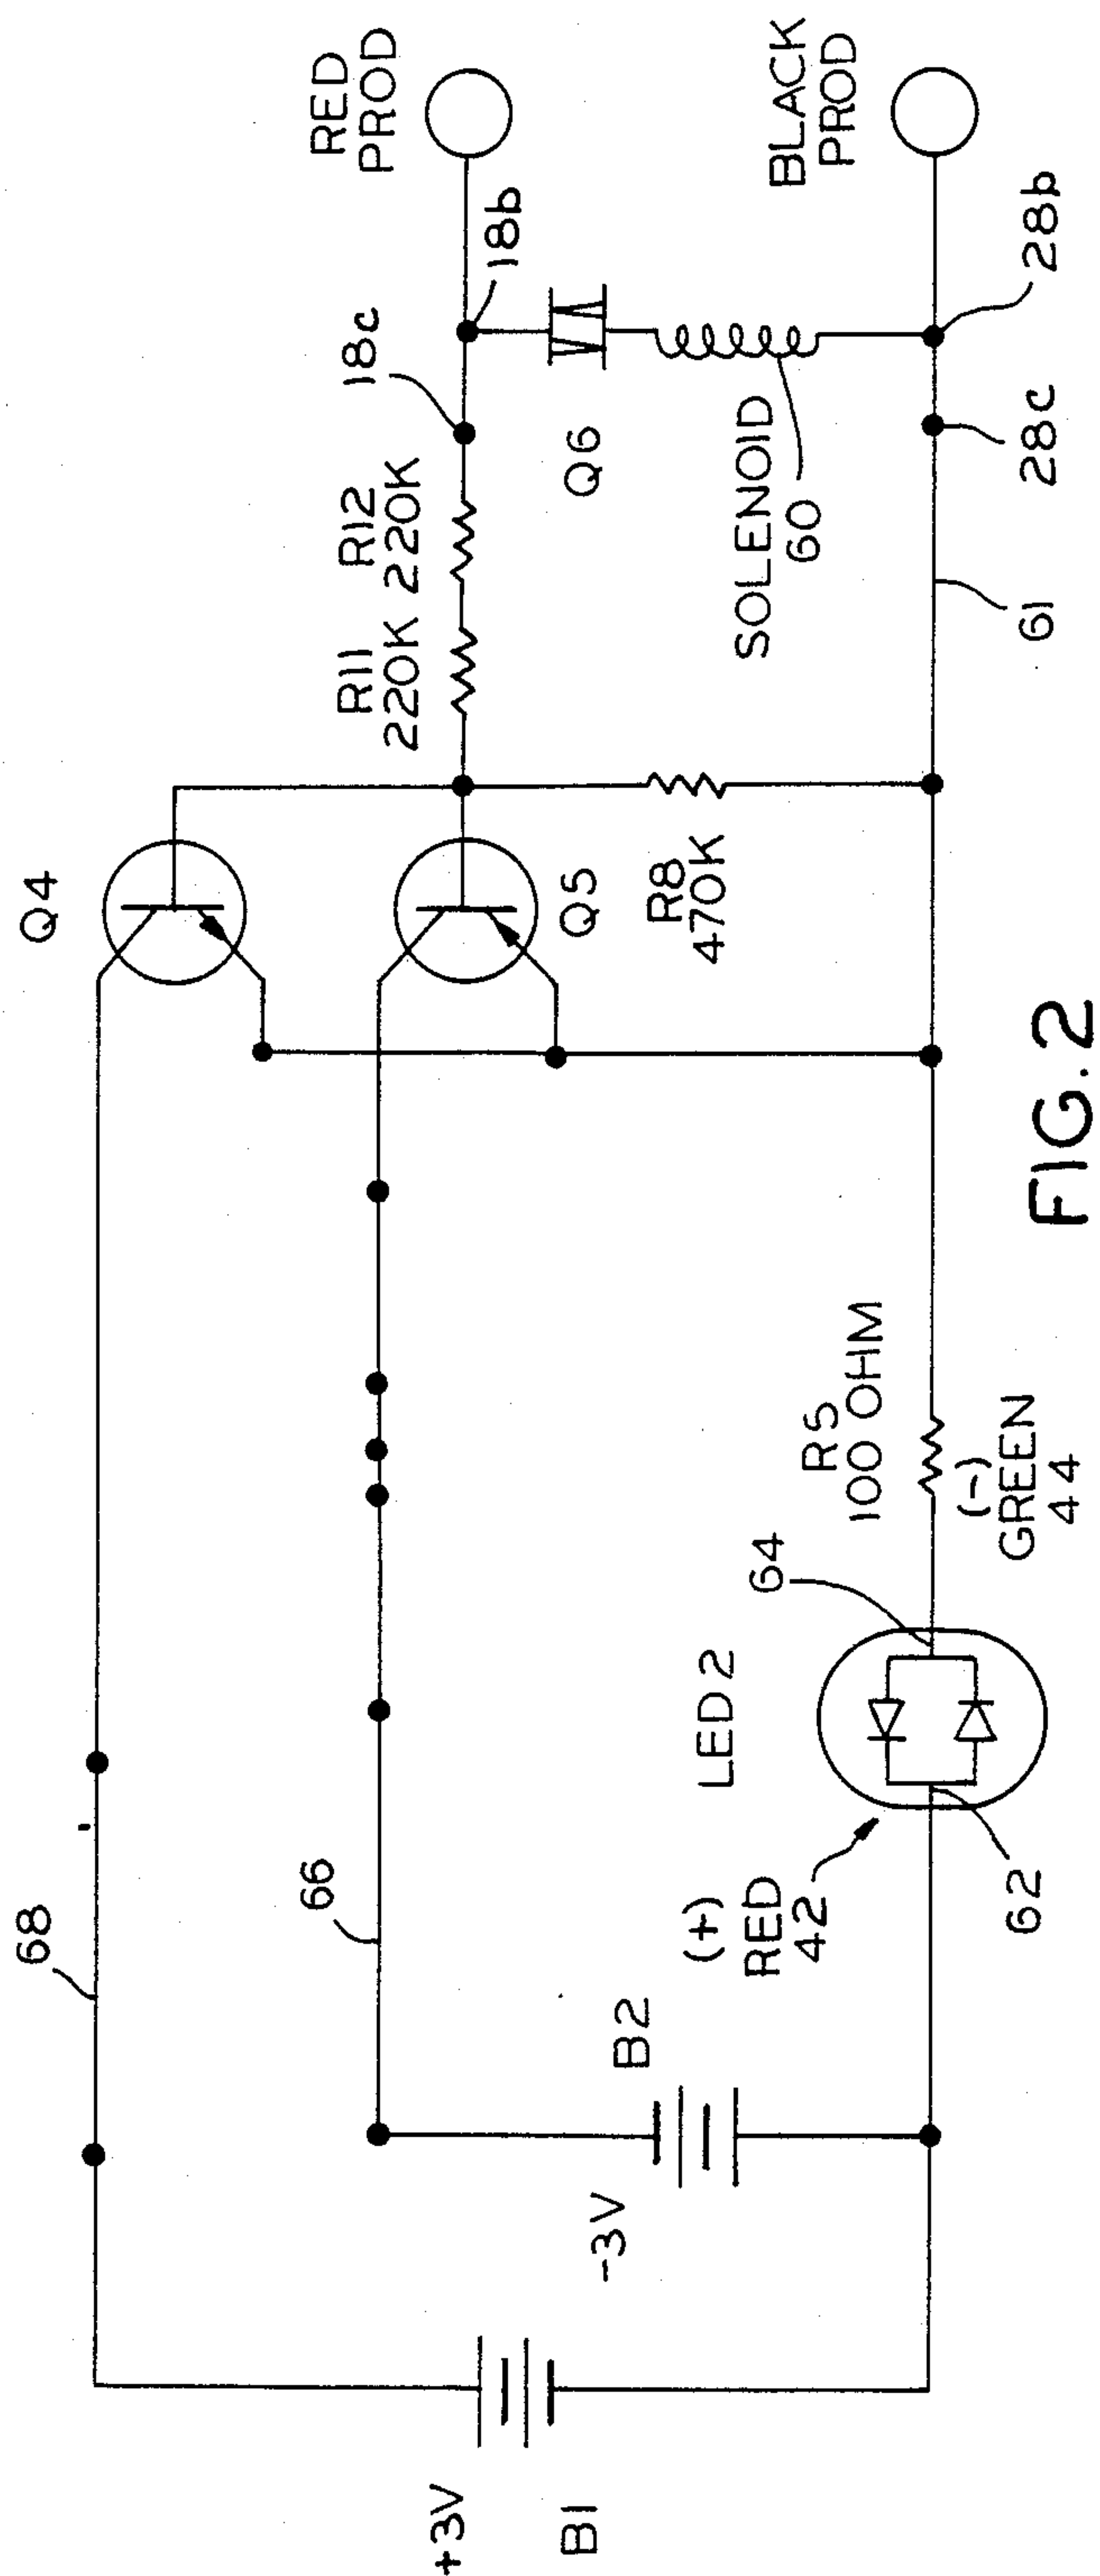 RED
PROD
BLACK
PROD
18b
18c
28b
28c
Q6
SOLENOID
60
61
R11 R12
220K 220K
R8
470K
Q4
Q5
R5
100 OHM
(-)
GREEN
44
64
LED2
(+)
RED
42
62
66
68
B2
-3V
+3V
B1
FIG. 2